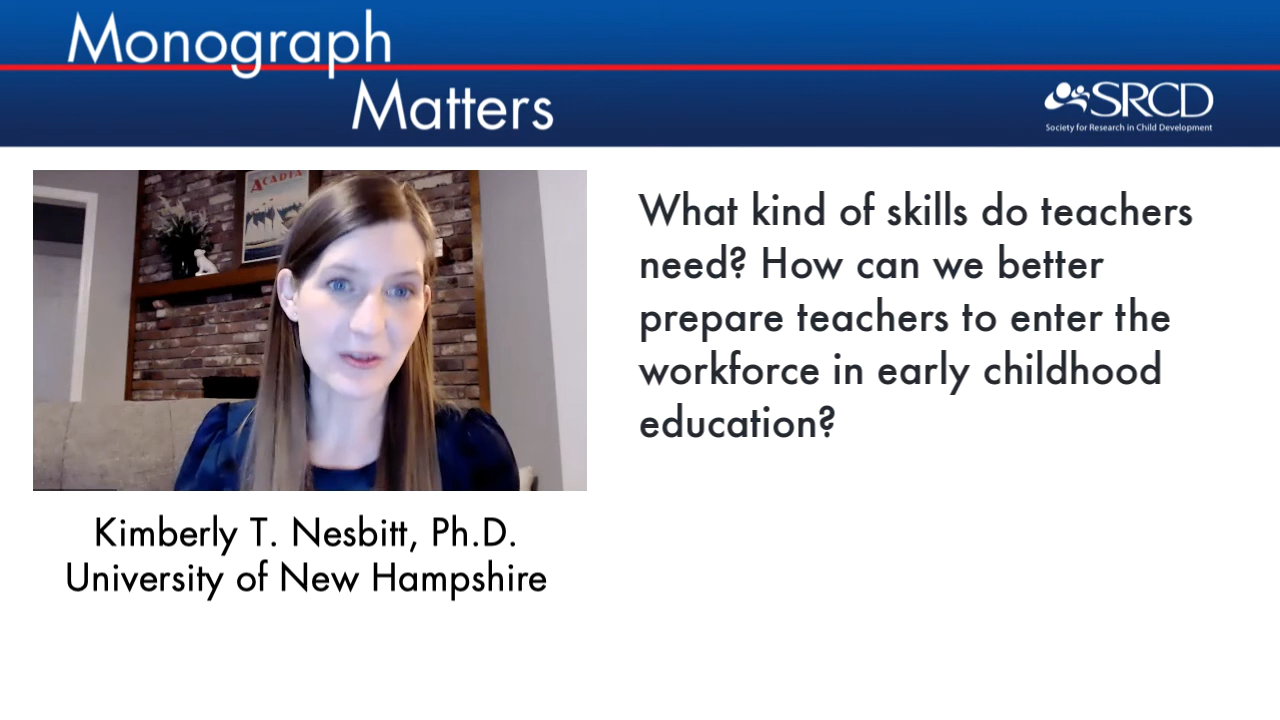 Monograph
Matters
SRCD
Society for Research in Child Development
ACADIA
What kind of skills do teachers
need? How can we better
prepare teachers to enter the
workforce in early childhood
education?
Kimberly T. Nesbitt, Ph.D.
University of New Hampshire